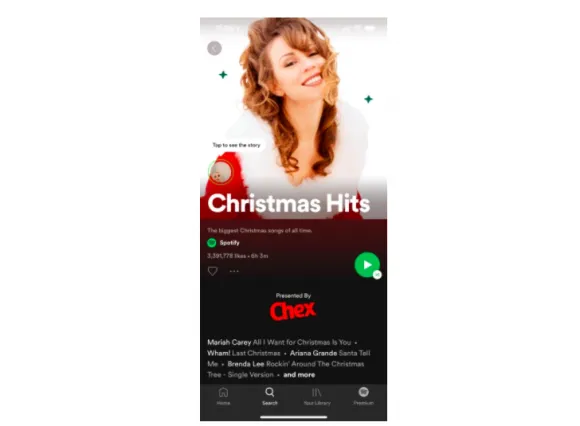 Tap to see the story
Christmas Hits
The biggest Christmas songs of all time.
Spotify
3,391,778 likes • 6h 3m
Presented By
Chex
Mariah Carey All I Want for Christmas Is You •
Wham! Last Christmas • Ariana Grande Santa Tell
Me • Brenda Lee Rockin' Around The Christmas
Tree - Single Version • and more
Home Search Your Library Premium